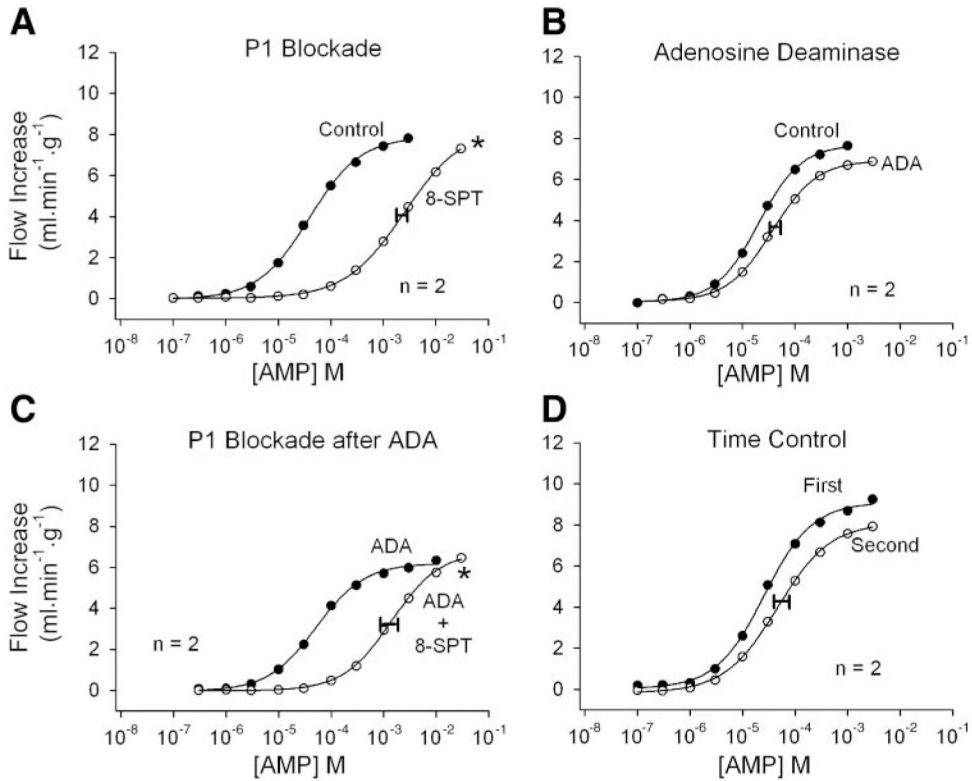 A
P1 Blockade
Flow Increase
(ml.min⁻¹·g⁻¹)
12
10
8
6
4
2
0
Control
*
8-SPT
n = 2
10⁻⁸ 10⁻⁷ 10⁻⁶ 10⁻⁵ 10⁻⁴ 10⁻³ 10⁻² 10⁻¹
[AMP] M
B
Adenosine Deaminase
12
10
8
6
4
2
0
Control
ADA
n = 2
10⁻⁸ 10⁻⁷ 10⁻⁶ 10⁻⁵ 10⁻⁴ 10⁻³ 10⁻² 10⁻¹
[AMP] M
C
P1 Blockade after ADA
Flow Increase
(ml.min⁻¹·g⁻¹)
12
10
8
6
4
2
0
ADA
*
ADA
+
8-SPT
n = 2
10⁻⁸ 10⁻⁷ 10⁻⁶ 10⁻⁵ 10⁻⁴ 10⁻³ 10⁻² 10⁻¹
[AMP] M
D
Time Control
12
10
8
6
4
2
0
First
Second
n = 2
10⁻⁸ 10⁻⁷ 10⁻⁶ 10⁻⁵ 10⁻⁴ 10⁻³ 10⁻² 10⁻¹
[AMP] M